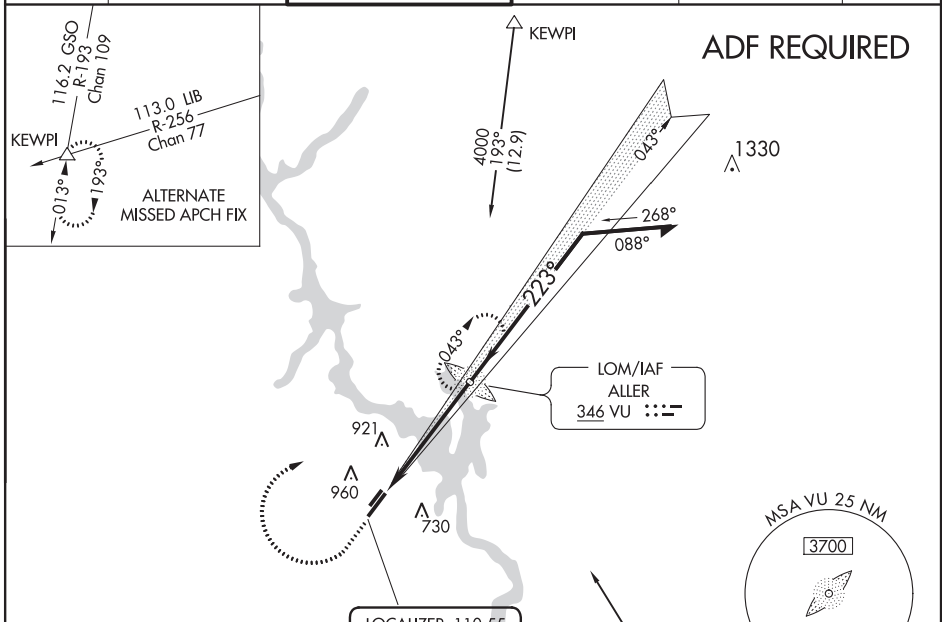 ADF REQUIRED
KEWPI
116.2 GSO
R-193
Chan 109
113.0 LIB
R-256
Chan 77
KEWPI
013°
193°
ALTERNATE
MISSED APCH FIX
4000
193°
(12.9)
043°
1330
268°
088°
223°
043°
LOM/IAF
ALLER
346 VU
921
960
730
MSA VU 25 NM
3700
LOCALIZER 110.55